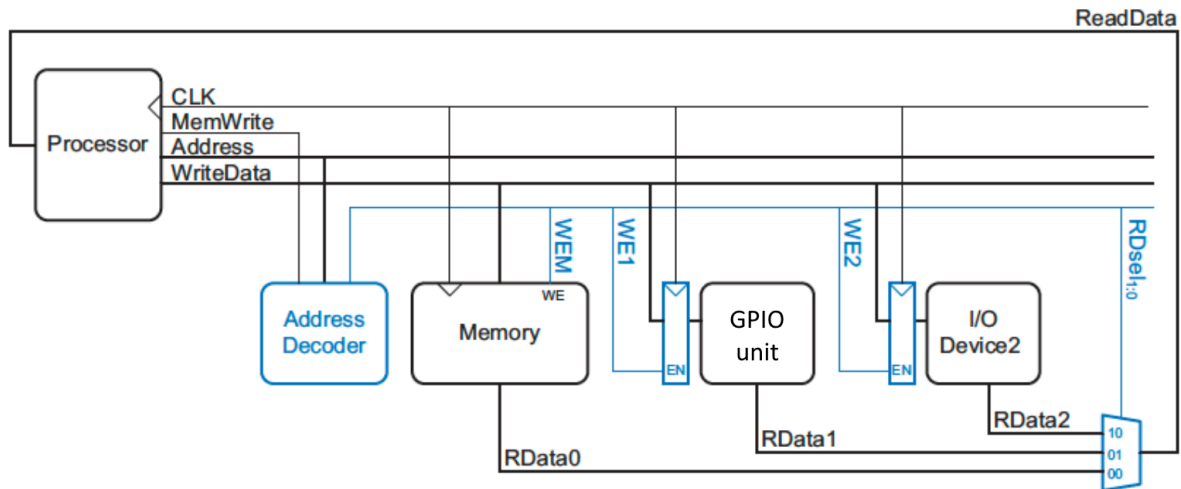 ReadData
CLK
MemWrite
Processor
Address
WriteData
WEM
WE1
WE2
RDsel1:0
Address
Decoder
WE
Memory
EN
GPIO
unit
EN
I/O
Device2
RData2
10
RData1
01
RData0
00